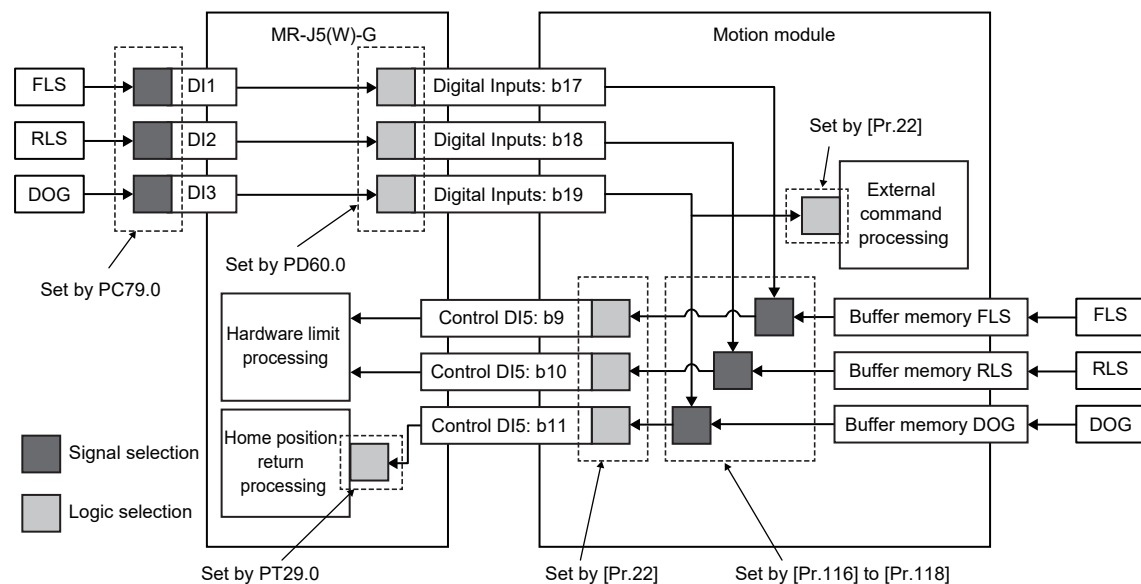 MR-J5(W)-G
Motion module
FLS
DI1
Digital Inputs: b17
RLS
DI2
Digital Inputs: b18
Set by [Pr.22]
DOG
DI3
Digital Inputs: b19
External
command
processing
Set by PD60.0
Set by PC79.0
Hardware limit
processing
Control DI5: b9
Buffer memory FLS
FLS
Control DI5: b10
Buffer memory RLS
RLS
Control DI5: b11
Buffer memory DOG
DOG
Home position
return
processing
Signal selection
Logic selection
Set by PT29.0
Set by [Pr.22]
Set by [Pr.116] to [Pr.118]